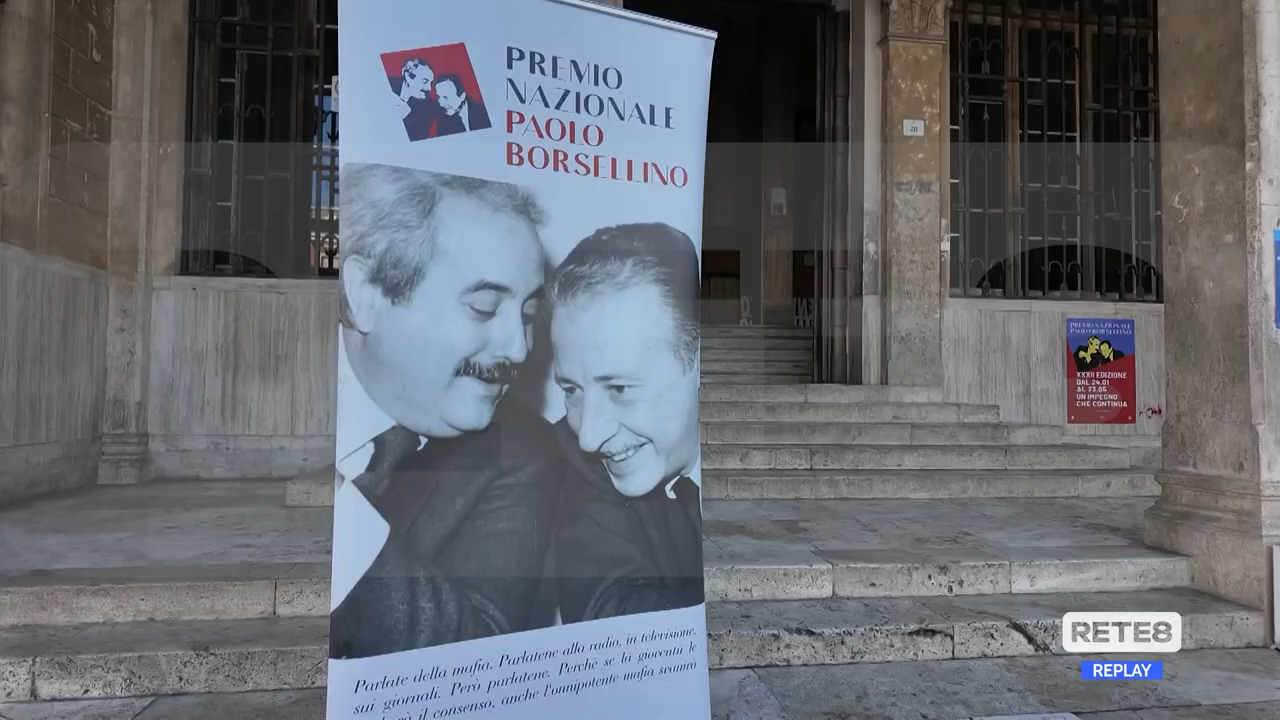 PREMIO
NAZIONALE
PAOLO
BORSELLINO
Parlate della mafia. Parlatene alla radio, in televisione,
sui giornali. Però parlatene. Perchè se la gioventù le
il consenso, anche l'onnipotente mafia svanirà
20
PREMIO NAZIONALE
PAOLO BORSELLINO
XXXII EDIZIONE
DAL 24.01
AL 23.05
UN IMPEGNO
CHE CONTINUA
RETE8
REPLAY